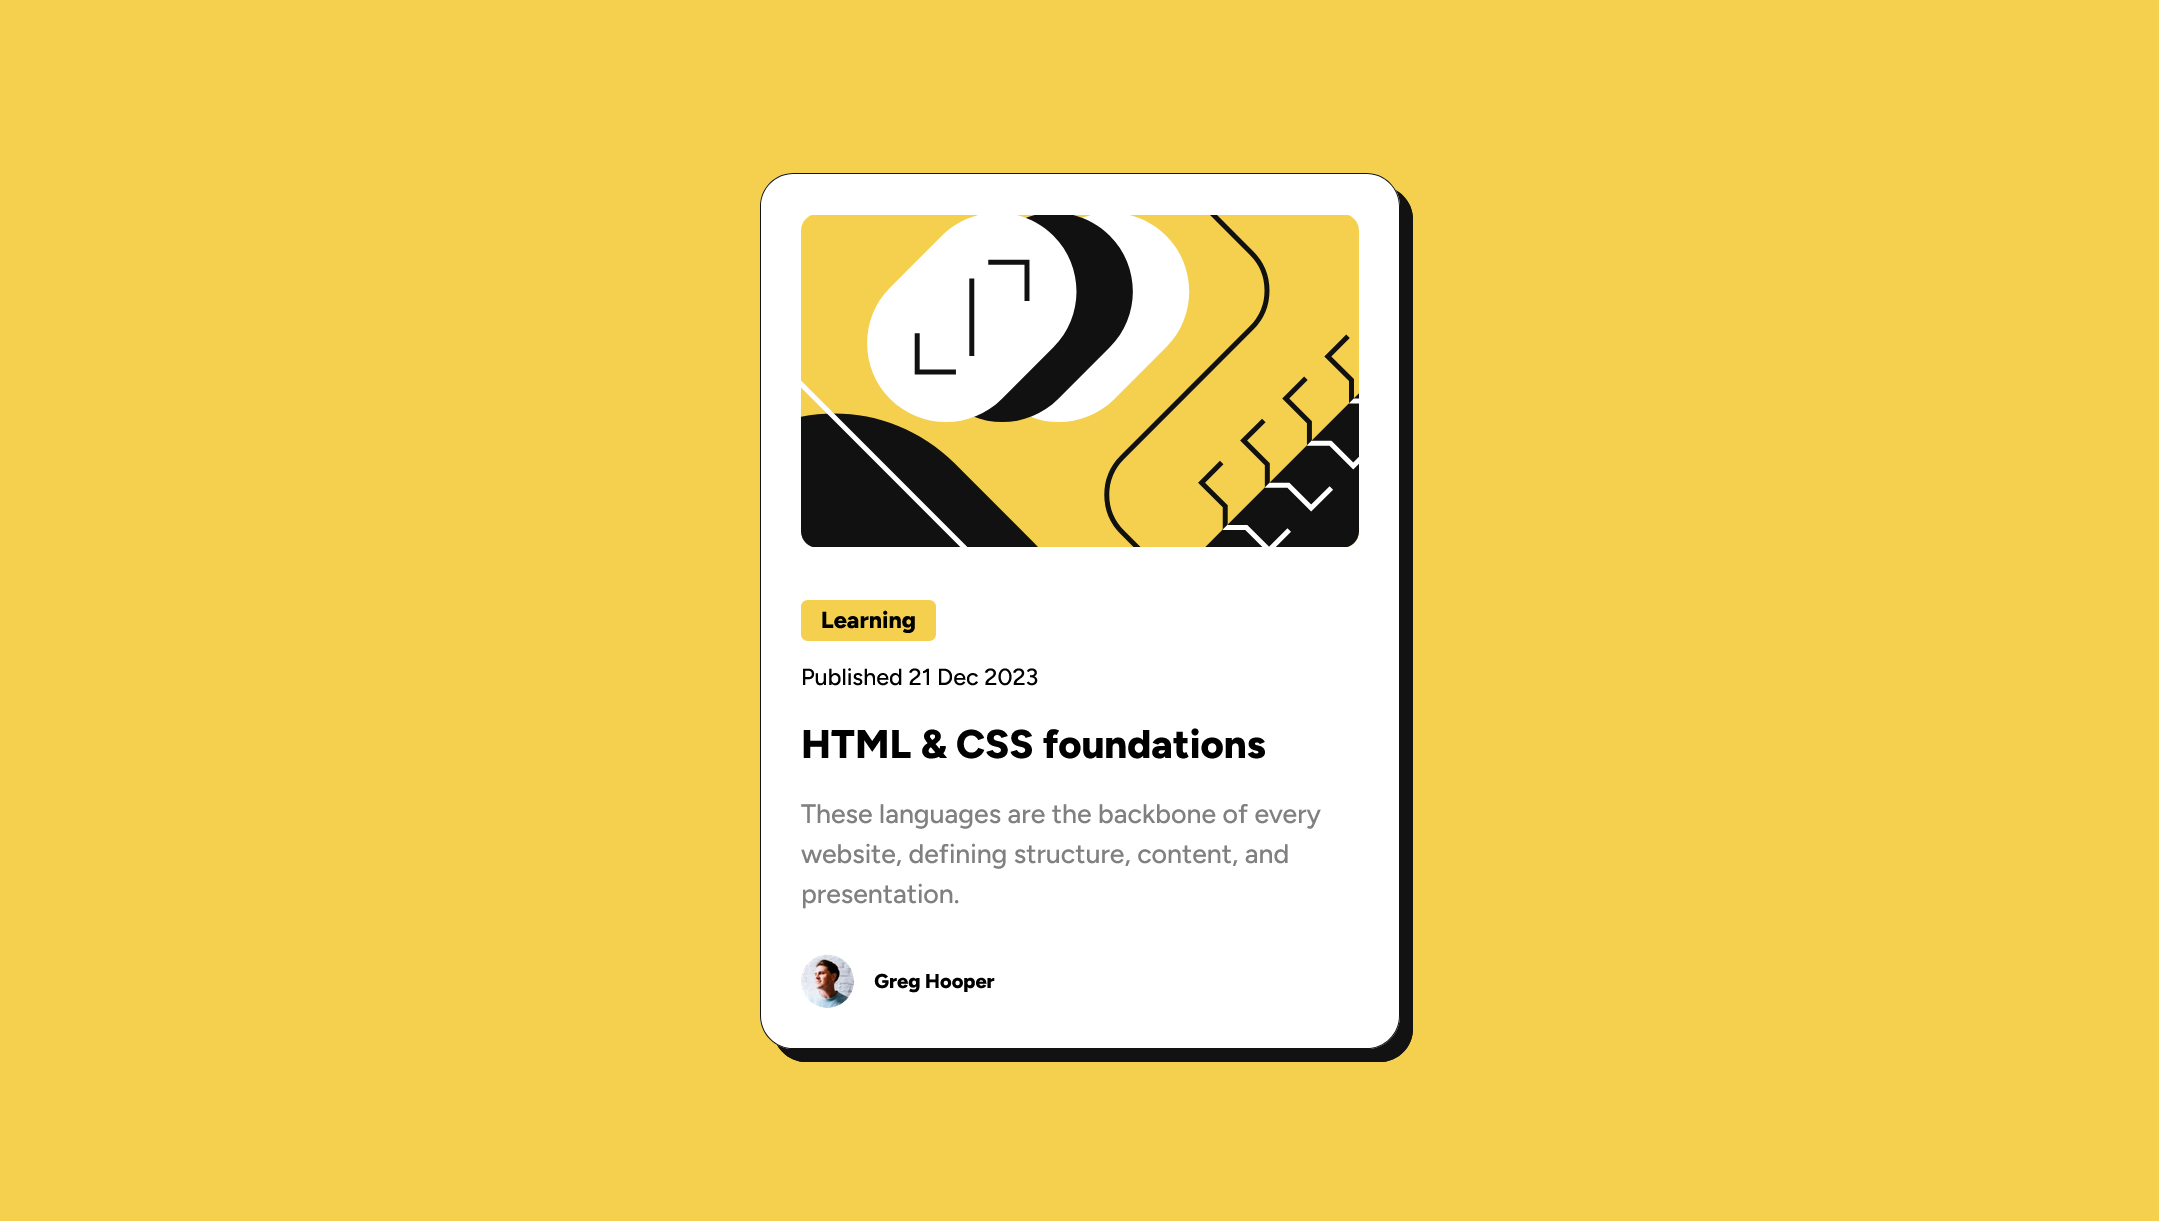 Learning
Published 21 Dec 2023
HTML & CSS foundations
These languages are the backbone of every
website, defining structure, content, and
presentation.
Greg Hooper